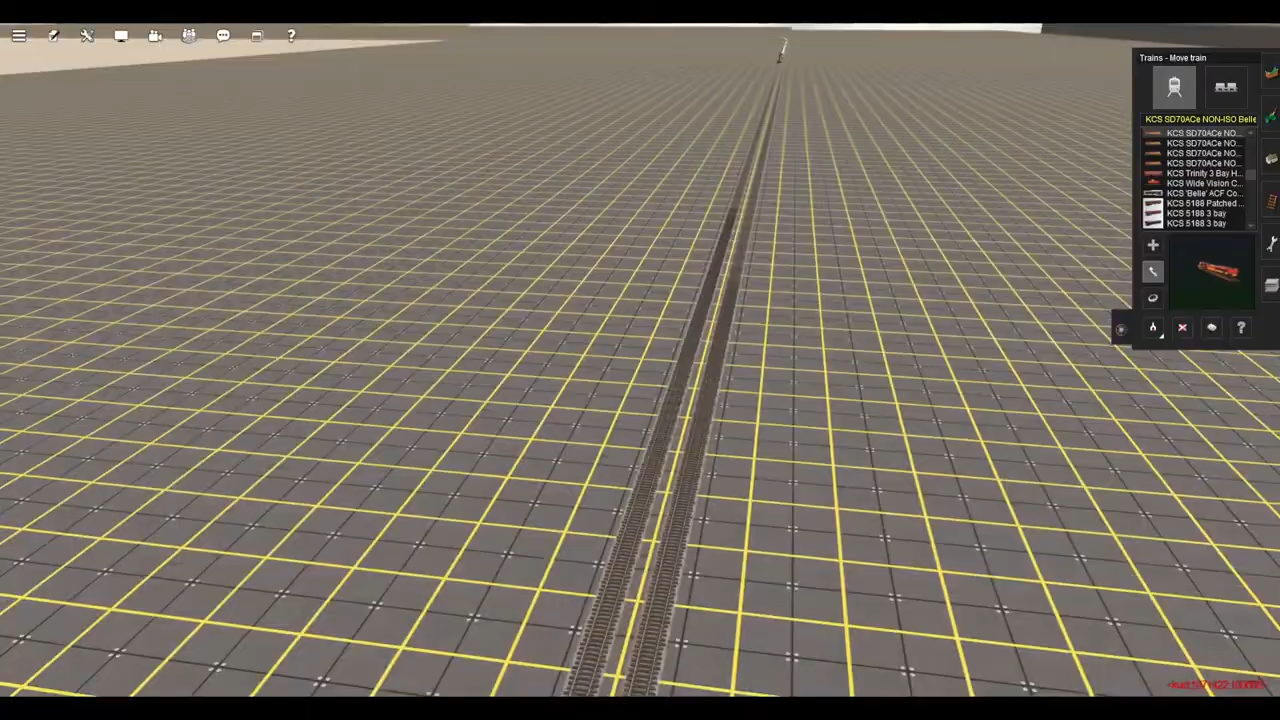 Trains - Move train
KCS SD70ACe NON-ISO Belle
KCS SD70ACe NO...
KCS SD70ACe NO...
KCS SD70ACe NO...
KCS SD70ACe NO...
KCS Trinity 3 Bay H...
KCS Wide Vision C...
KCS 'Belle' ACF Co...
KCS 5188 Patched ...
KCS 5188 3 bay
KCS 5188 3 bay